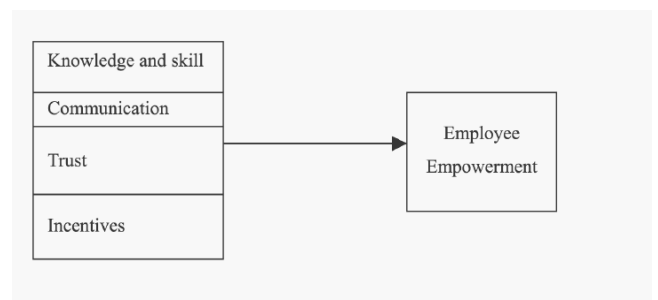 Knowledge and skill
Communication
Trust
Incentives
Employee
Empowerment